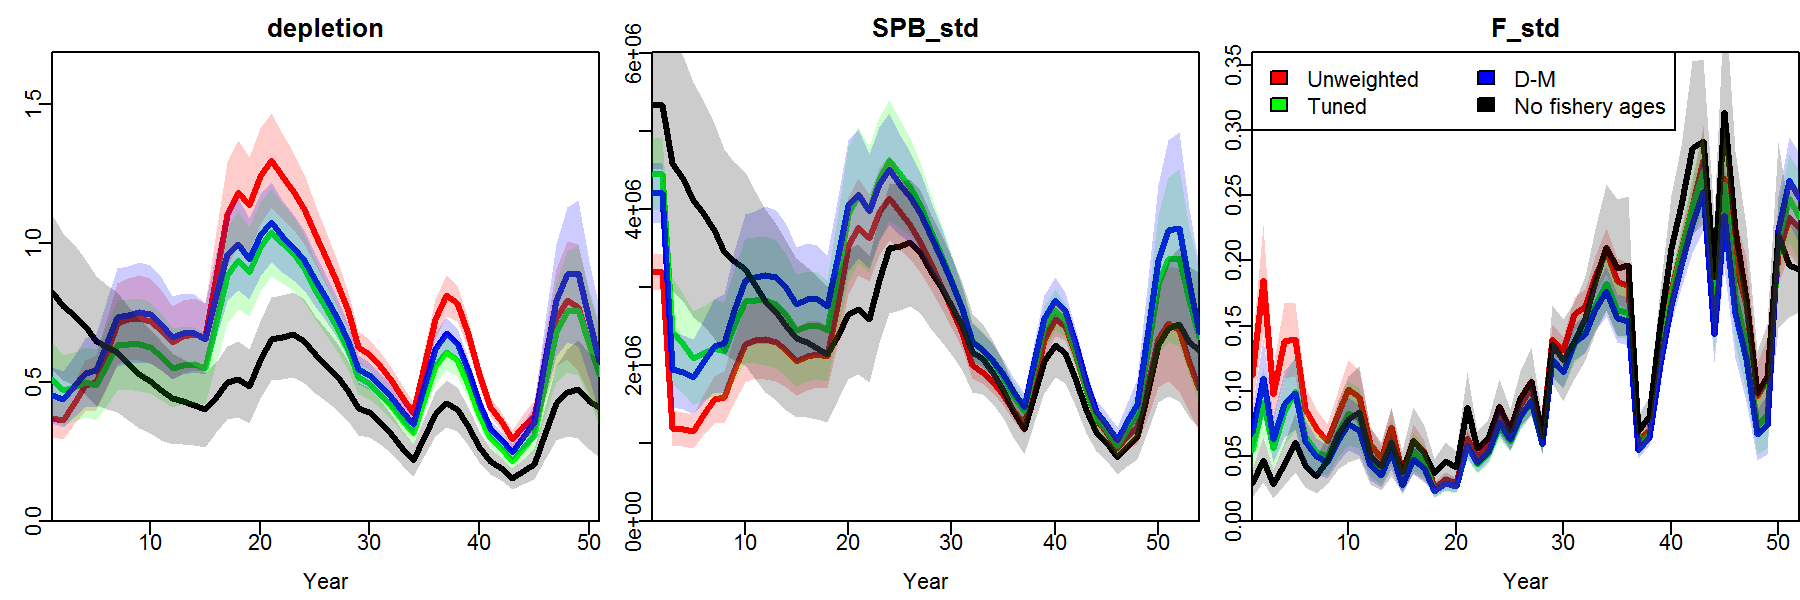 depletion
SPB_std
F_std
0.0
0.5
1.0
1.5
10
20
30
40
50
Year
0e+00
2e+06
4e+06
6e+06
10
20
30
40
50
Year
0.00
0.05
0.10
0.15
0.20
0.25
0.30
0.35
10
20
30
40
50
Year
Unweighted
D-M
Tuned
No fishery ages